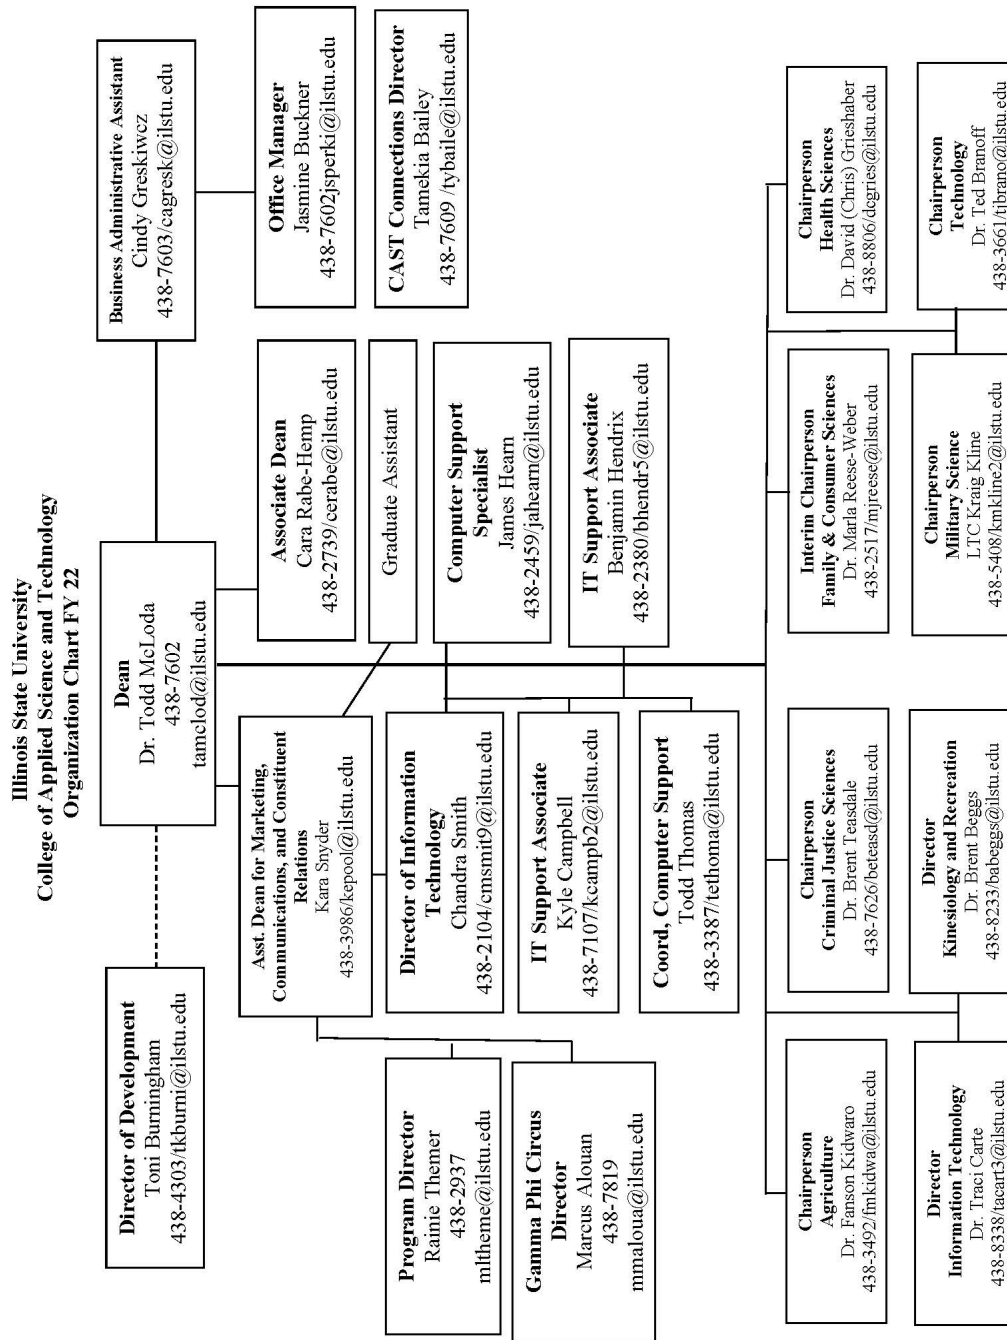 Illinois State University
College of Applied Science and Technology
Organization Chart FY 22
Dean
Dr. Todd McLoda
438-7602
tamclod@ilstu.edu
Director of Development
Toni Burningham
438-4303/tkburni@ilstu.edu
Business Administrative Assistant
Cindy Greskiwcz
438-7603/cagresk@ilstu.edu
Asst. Dean for Marketing,
Communications, and Constituent
Relations
Kara Snyder
438-3986/kepool@ilstu.edu
Associate Dean
Cara Rabe-Hemp
438-2739/cerabe@ilstu.edu
Office Manager
Jasmine Buckner
438-7602jsperki@ilstu.edu
Graduate Assistant
CAST Connections Director
Tamekia Bailey
438-7609 /tybaile@ilstu.edu
Program Director
Rainie Themer
438-2937
mltheme@ilstu.edu
Director of Information
Technology
Chandra Smith
438-2104/cmsmit9@ilstu.edu
Computer Support
Specialist
James Hearn
438-2459/jahearn@ilstu.edu
Gamma Phi Circus
Director
Marcus Alouan
438-7819
mmaloua@ilstu.edu
IT Support Associate
Kyle Campbell
438-7107/kcampb2@ilstu.edu
IT Support Associate
Benjamin Hendrix
438-2380/bhendr5@ilstu.edu
Coord, Computer Support
Todd Thomas
438-3387/tethoma@ilstu.edu
Chairperson
Agriculture
Dr. Fanson Kidwaro
438-3492/fmkidwa@ilstu.edu
Chairperson
Criminal Justice Sciences
Dr. Brent Teasdale
438-7626/beteasd@ilstu.edu
Interim Chairperson
Family & Consumer Sciences
Dr. Marla Reese-Weber
438-2517/mjreese@ilstu.edu
Chairperson
Health Sciences
Dr. David (Chris) Grieshaber
438-8806/dcgries@ilstu.edu
Director
Information Technology
Dr. Traci Carte
438-8338/tacart3@ilstu.edu
Director
Kinesiology and Recreation
Dr. Brent Beggs
438-8233/babeggs@ilstu.edu
Chairperson
Military Science
LTC Kraig Kline
438-5408/kmkline2@ilstu.edu
Chairperson
Technology
Dr. Ted Branoff
438-3661/tjbrano@ilstu.edu